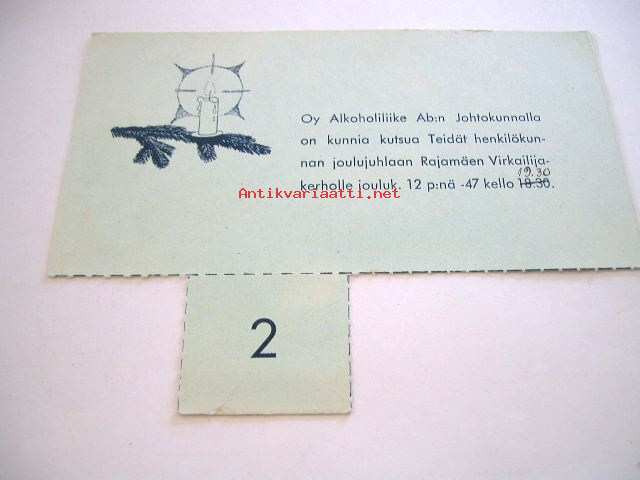 Oy Alkoholiliike Ab:n Johtokunnalla
on kunnia kutsua Teidät henkilökun-
nan joulujuhlaan Rajamäen Virkailija-
19.30
kerholle jouluk. 12 p:nä -47 kello 18.30.
Antikvariaatti.net
2